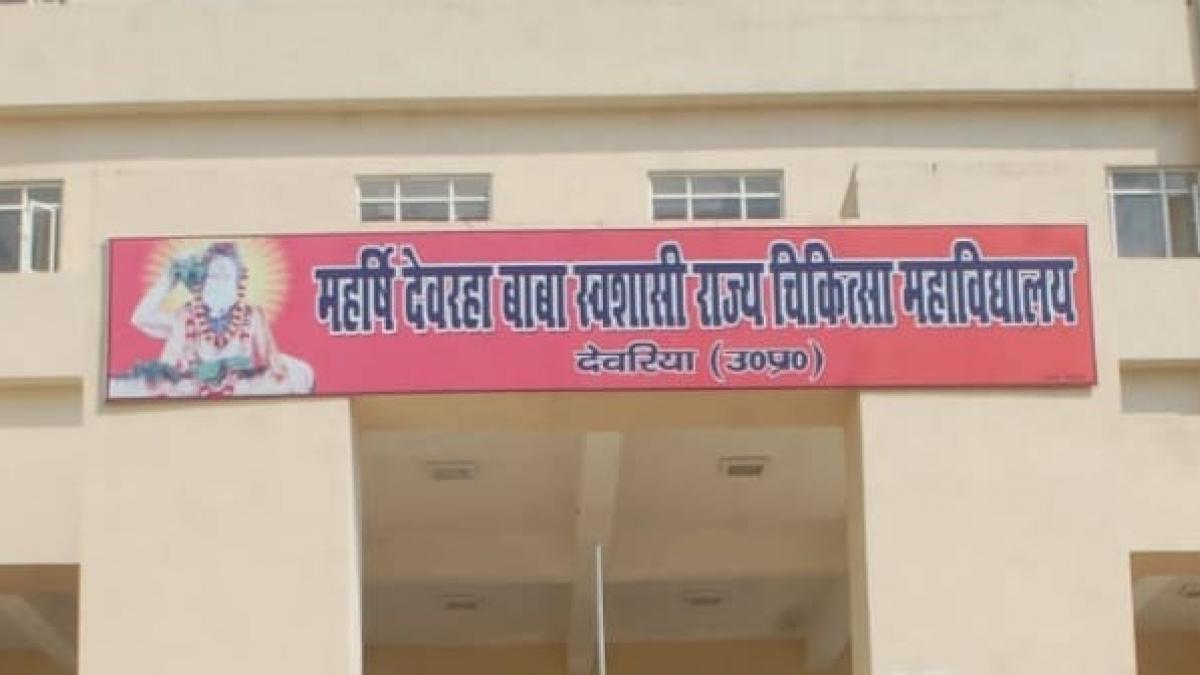 महर्षि देवरहा बाबा स्वशासी राज्य चिकित्सा महाविद्यालय
देवरिया (उ०प्र०)